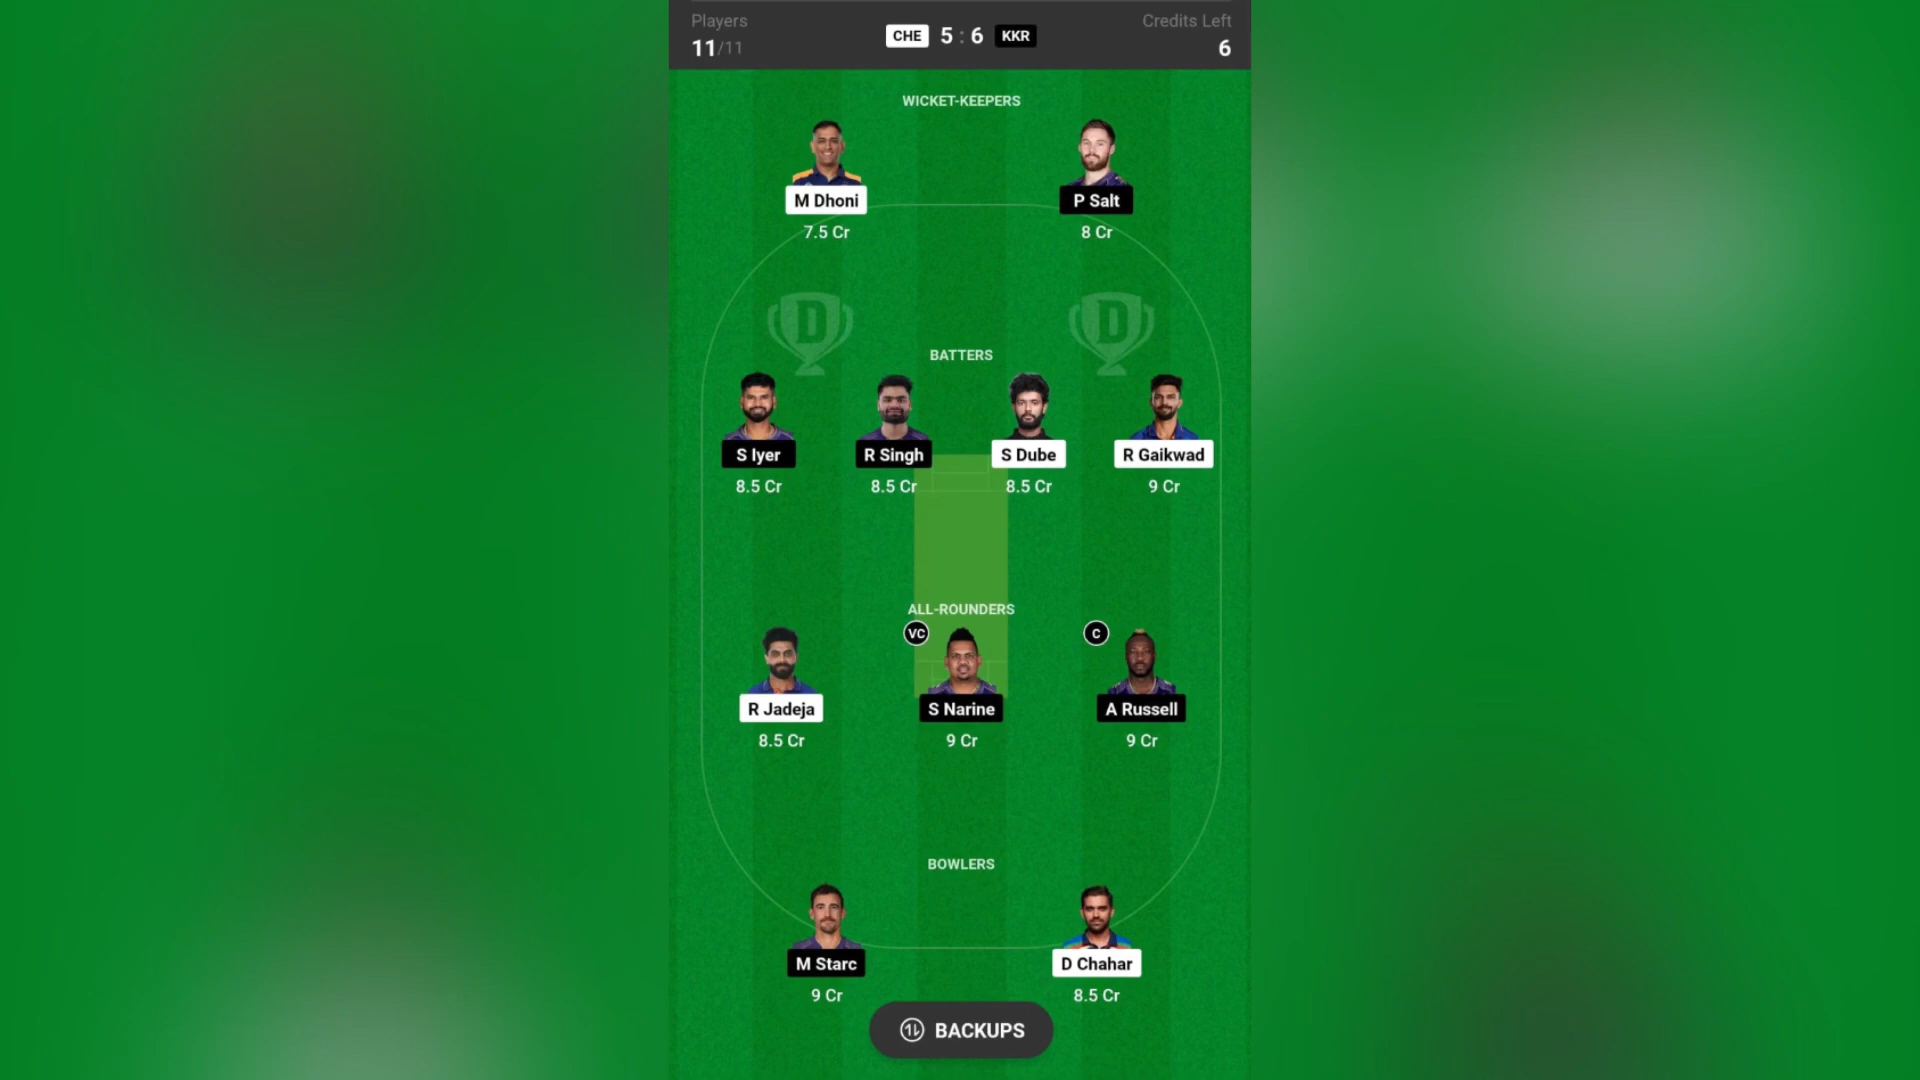 Players
11/11
CHE 5 : 6 KKR
Credits Left
6
WICKET-KEEPERS
M Dhoni
7.5 Cr
P Salt
8 Cr
D
D
BATTERS
S Iyer
8.5 Cr
R Singh
8.5 Cr
S Dube
8.5 Cr
R Gaikwad
9 Cr
ALL-ROUNDERS
R Jadeja
8.5 Cr
VC
S Narine
9 Cr
C
A Russell
9 Cr
BOWLERS
M Starc
9 Cr
D Chahar
8.5 Cr
BACKUPS